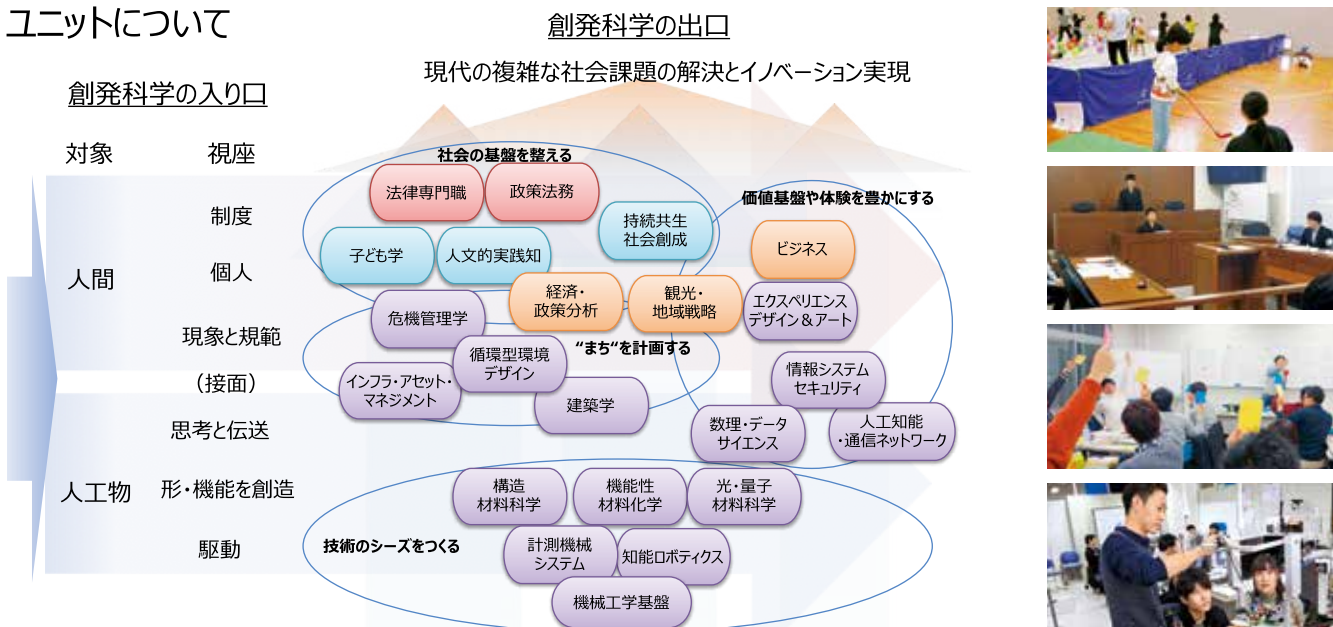 ユニットについて
創発科学の出口
現代の複雑な社会課題の解決とイノベーション実現
創発科学の入り口
対象
視座
社会の基盤を整える
法律専門職
政策法務
価値基盤や体験を豊かにする
制度
持続共生
社会創成
ビジネス
子ども学
人文的実践知
人間
個人
経済・
政策分析
観光・
地域戦略
エクスペリエンス
デザイン＆アート
危機管理学
現象と規範
循環型環境
デザイン
“まち“を計画する
（接面）
インフラ・アセット・
マネジメント
建築学
情報システム
セキュリティ
思考と伝送
数理・データ
サイエンス
人工知能
・通信ネットワーク
人工物
形・機能を創造
構造
材料科学
機能性
材料化学
光・量子
材料科学
駆動
技術のシーズをつくる
計測機械
システム
知能ロボティクス
機械工学基盤